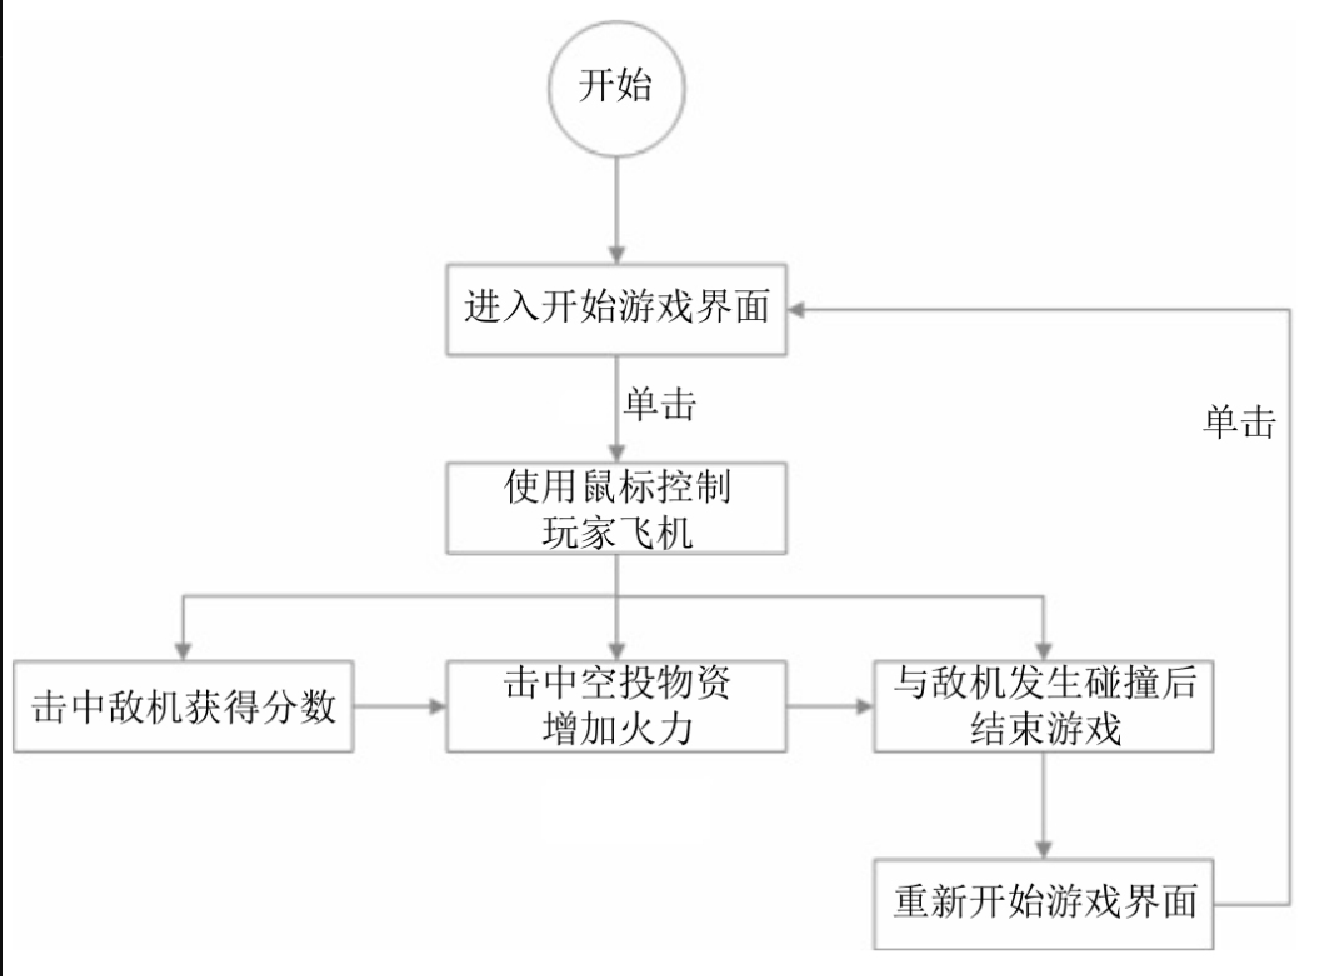 开始
进入开始游戏界面
单击
单击
使用鼠标控制
玩家飞机
击中敌机获得分数
击中空投物资
增加火力
与敌机发生碰撞后
结束游戏
重新开始游戏界面